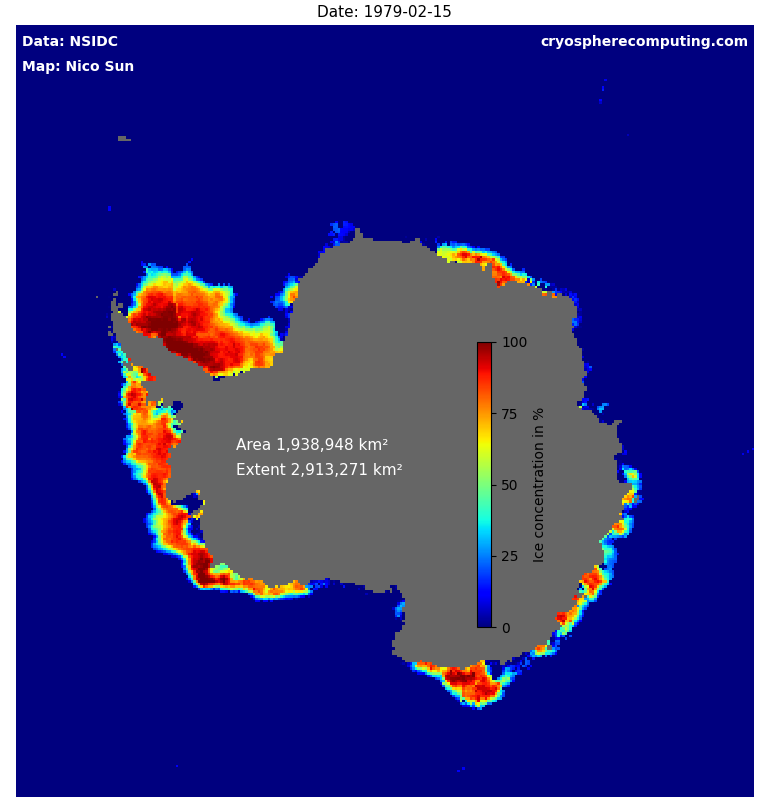 Date: 1979-02-15
Data: NSIDC
cryospherecomputing.com
Map: Nico Sun
100
75
50
25
0
Ice concentration in %
Area 1,938,948 km²
Extent 2,913,271 km²